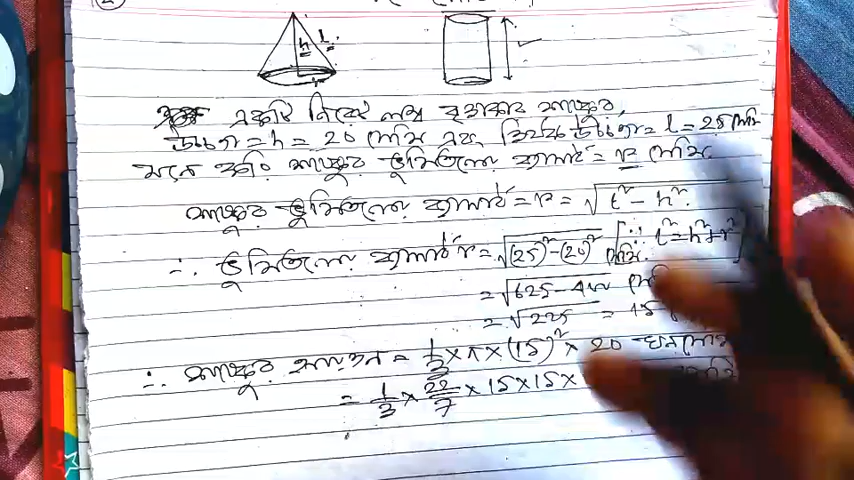 h l
একটি নিরেট লম্ব বৃত্তাকার শঙ্কুর,
উচ্চতা = h = 20 সেমি এবং তির্যক উচ্চতা = l = 25 সেমি
মনে করি শঙ্কুর ভূমিতলের ব্যাসার্ধ = r সেমি.
শঙ্কুর ভূমিতলের ব্যাসার্ধ = r = √l² - h²
∴ ভূমিতলের ব্যাসার্ধ r = √(25)² - (20)² সেমি. [∵ l² = h² + r²]
= √625 - 400 সেমি
= √225 = 15
∴ শঙ্কুর আয়তন = 1/3 × π × (15)² × 20 ঘন সেমি
= 1/3 × 22/7 × 15 × 15 ×